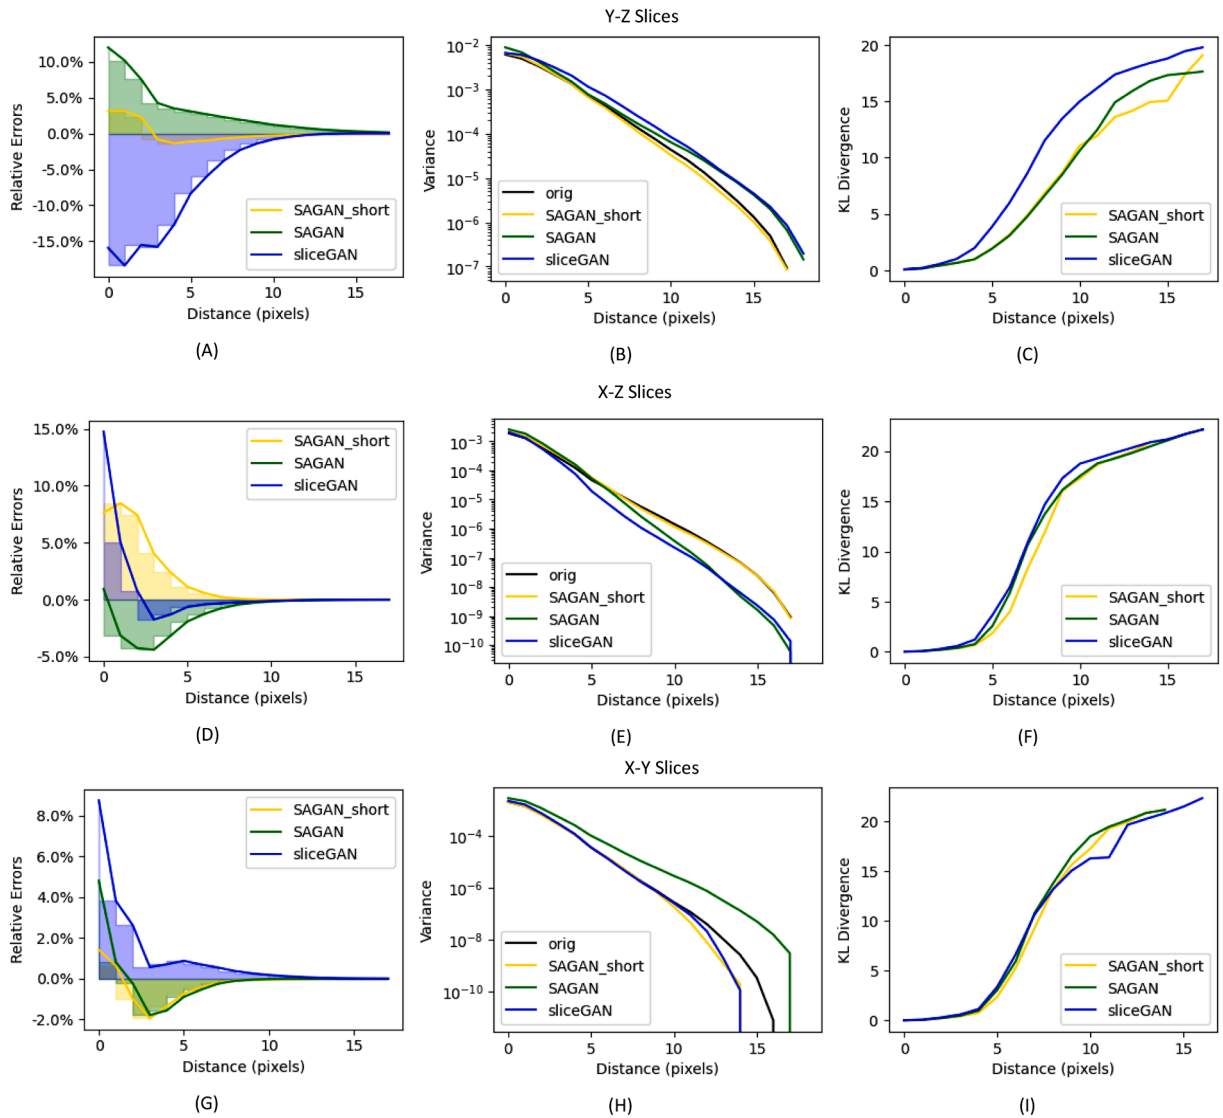 Y-Z Slices
Relative Errors
10.0%
5.0%
0.0%
-5.0%
-10.0%
-15.0%
SAGAN_short
SAGAN
sliceGAN
0 5 10 15
Distance (pixels)
(A)
Variance
10^-2
10^-3
10^-4
10^-5
10^-6
10^-7
orig
SAGAN_short
SAGAN
sliceGAN
0 5 10 15
Distance (pixels)
(B)
KL Divergence
20
15
10
5
0
SAGAN_short
SAGAN
sliceGAN
0 5 10 15
Distance (pixels)
(C)
X-Z Slices
Relative Errors
15.0%
10.0%
5.0%
0.0%
-5.0%
SAGAN_short
SAGAN
sliceGAN
0 5 10 15
Distance (pixels)
(D)
Variance
10^-3
10^-4
10^-5
10^-6
10^-7
10^-8
10^-9
10^-10
orig
SAGAN_short
SAGAN
sliceGAN
0 5 10 15
Distance (pixels)
(E)
KL Divergence
20
15
10
5
0
SAGAN_short
SAGAN
sliceGAN
0 5 10 15
Distance (pixels)
(F)
X-Y Slices
Relative Errors
8.0%
6.0%
4.0%
2.0%
0.0%
-2.0%
SAGAN_short
SAGAN
sliceGAN
0 5 10 15
Distance (pixels)
(G)
Variance
10^-4
10^-6
10^-8
10^-10
orig
SAGAN_short
SAGAN
sliceGAN
0 5 10 15
Distance (pixels)
(H)
KL Divergence
20
15
10
5
0
SAGAN_short
SAGAN
sliceGAN
0 5 10 15
Distance (pixels)
(I)